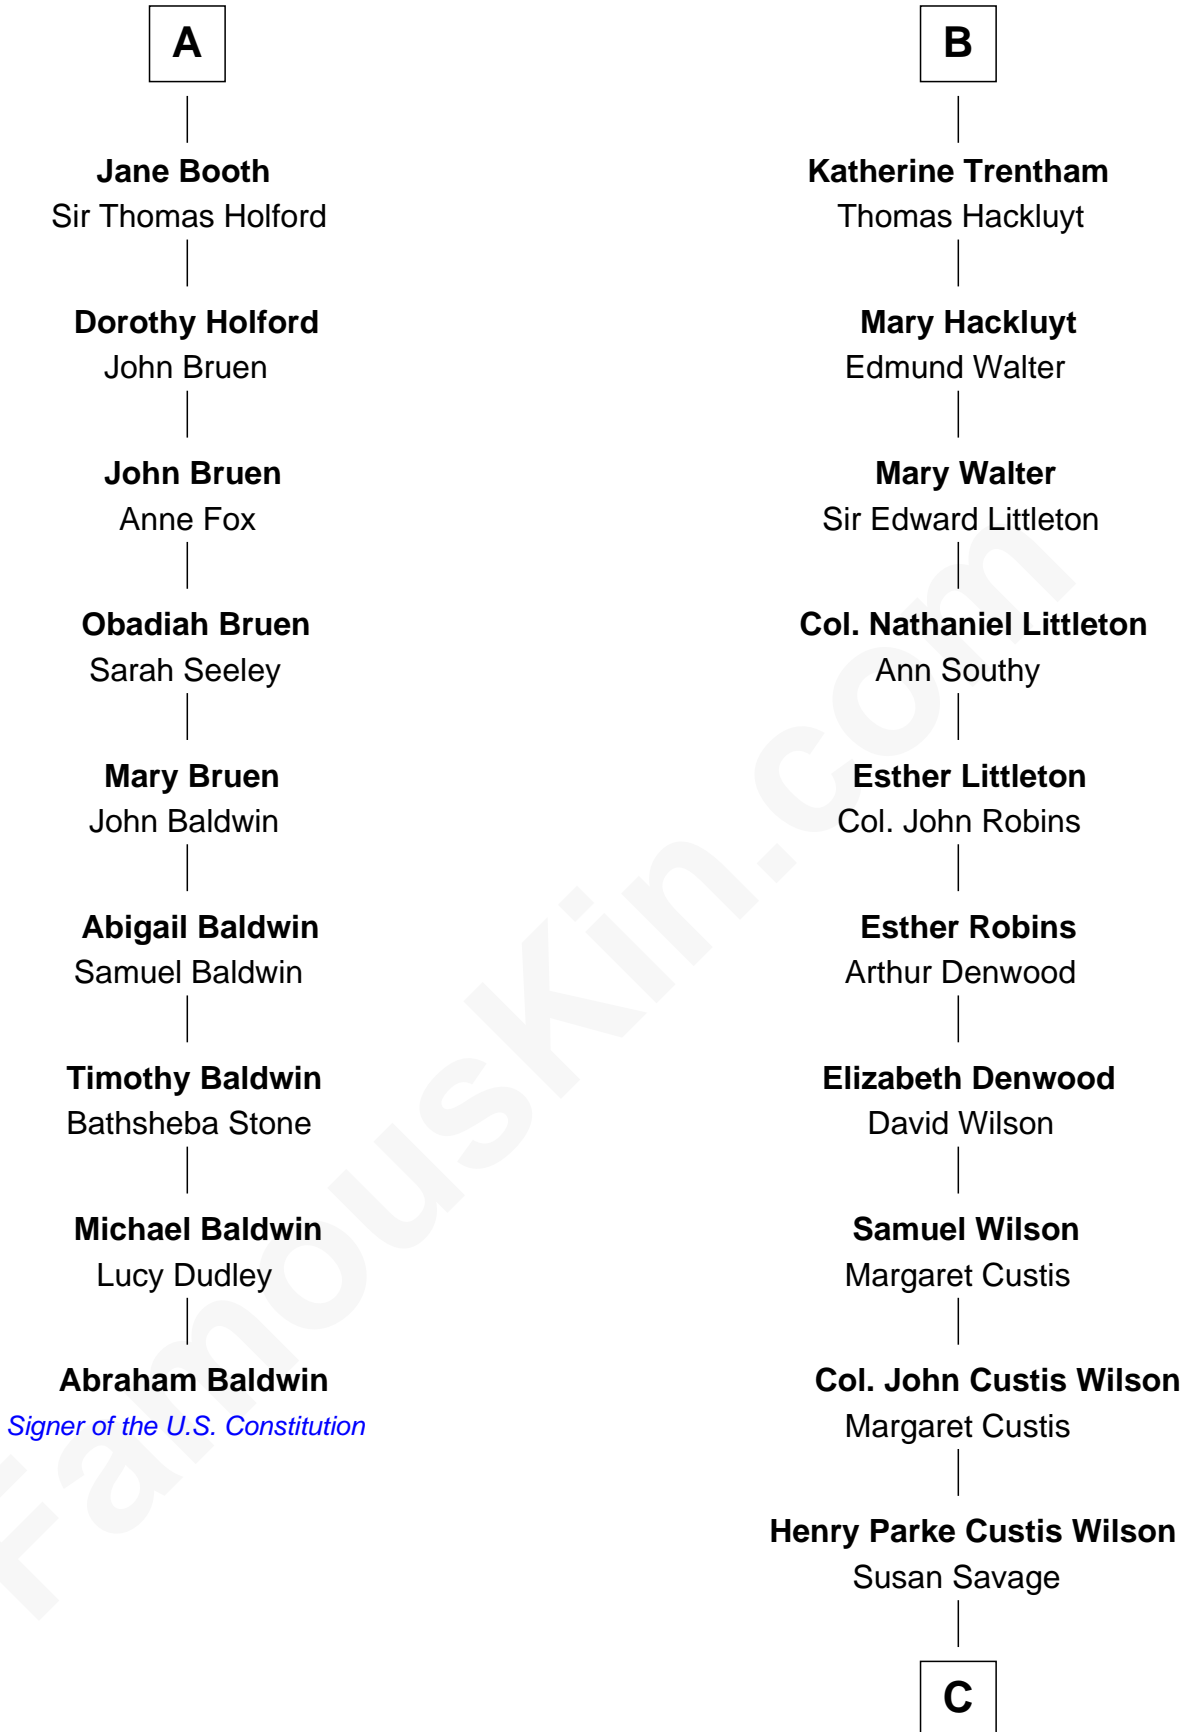 A
Jane Booth
Sir Thomas Holford
Dorothy Holford
John Bruen
John Bruen
Anne Fox
Obadiah Bruen
Sarah Seeley
Mary Bruen
John Baldwin
Abigail Baldwin
Samuel Baldwin
Timothy Baldwin
Bathsheba Stone
Michael Baldwin
Lucy Dudley
Abraham Baldwin
Signer of the U.S. Constitution
B
Katherine Trentham
Thomas Hackluyt
Mary Hackluyt
Edmund Walter
Mary Walter
Sir Edward Littleton
Col. Nathaniel Littleton
Ann Southy
Esther Littleton
Col. John Robins
Esther Robins
Arthur Denwood
Elizabeth Denwood
David Wilson
Samuel Wilson
Margaret Custis
Col. John Custis Wilson
Margaret Custis
Henry Parke Custis Wilson
Susan Savage
C
FamousKin.com